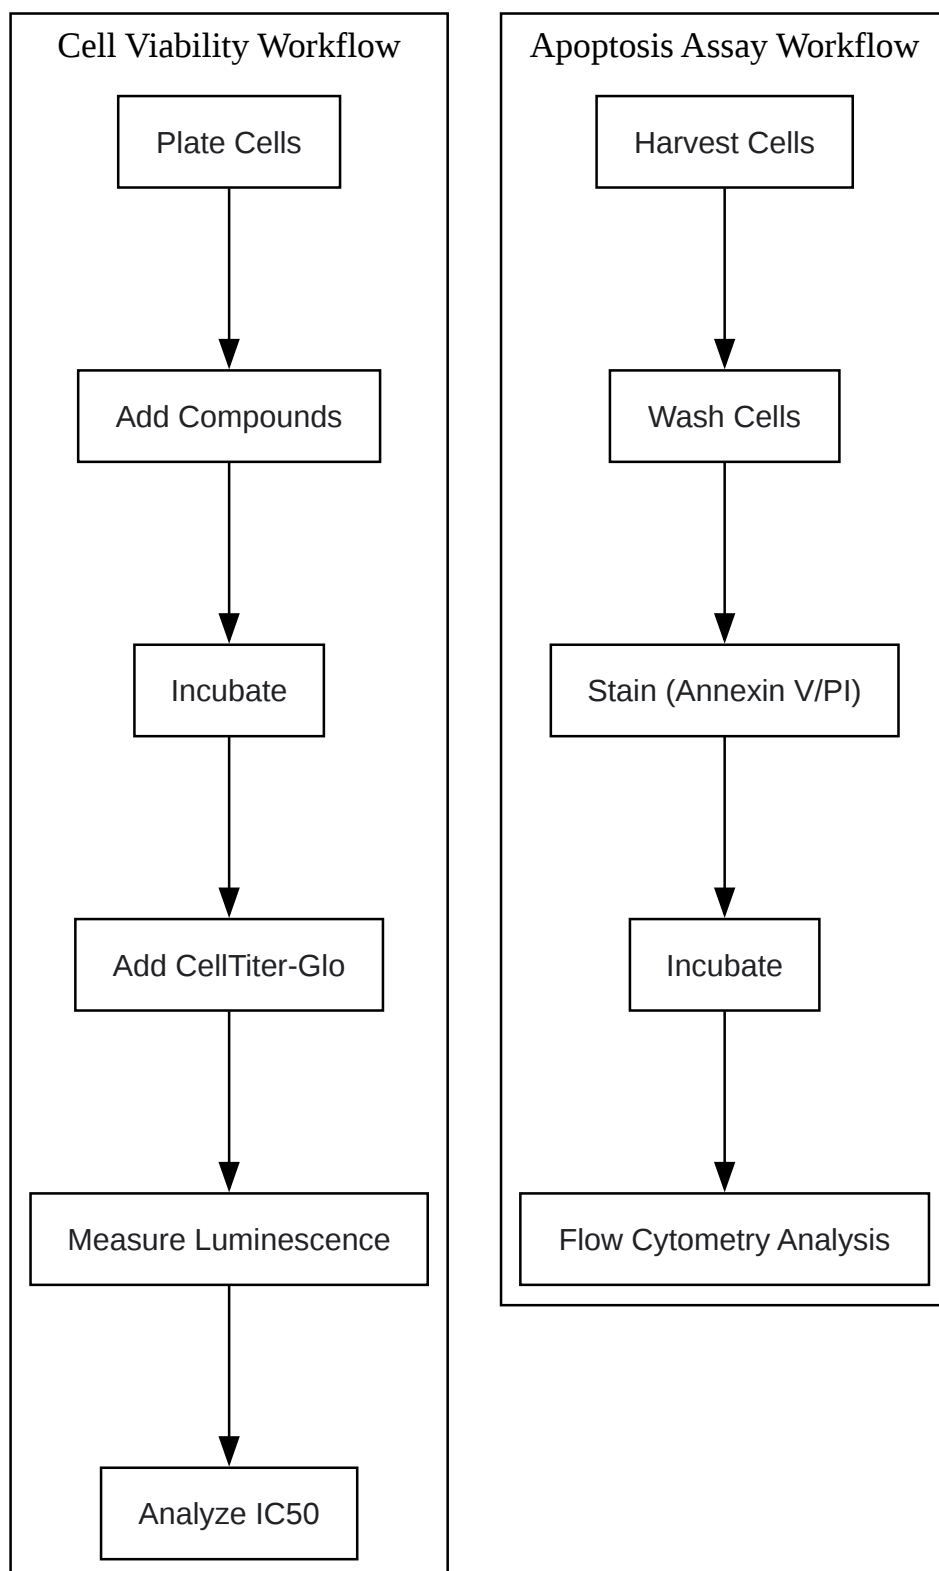 Cell Viability Workflow
Plate Cells
Add Compounds
Incubate
Add CellTiter-Glo
Measure Luminescence
Analyze IC50
Apoptosis Assay Workflow
Harvest Cells
Wash Cells
Stain (Annexin V/PI)
Incubate
Flow Cytometry Analysis